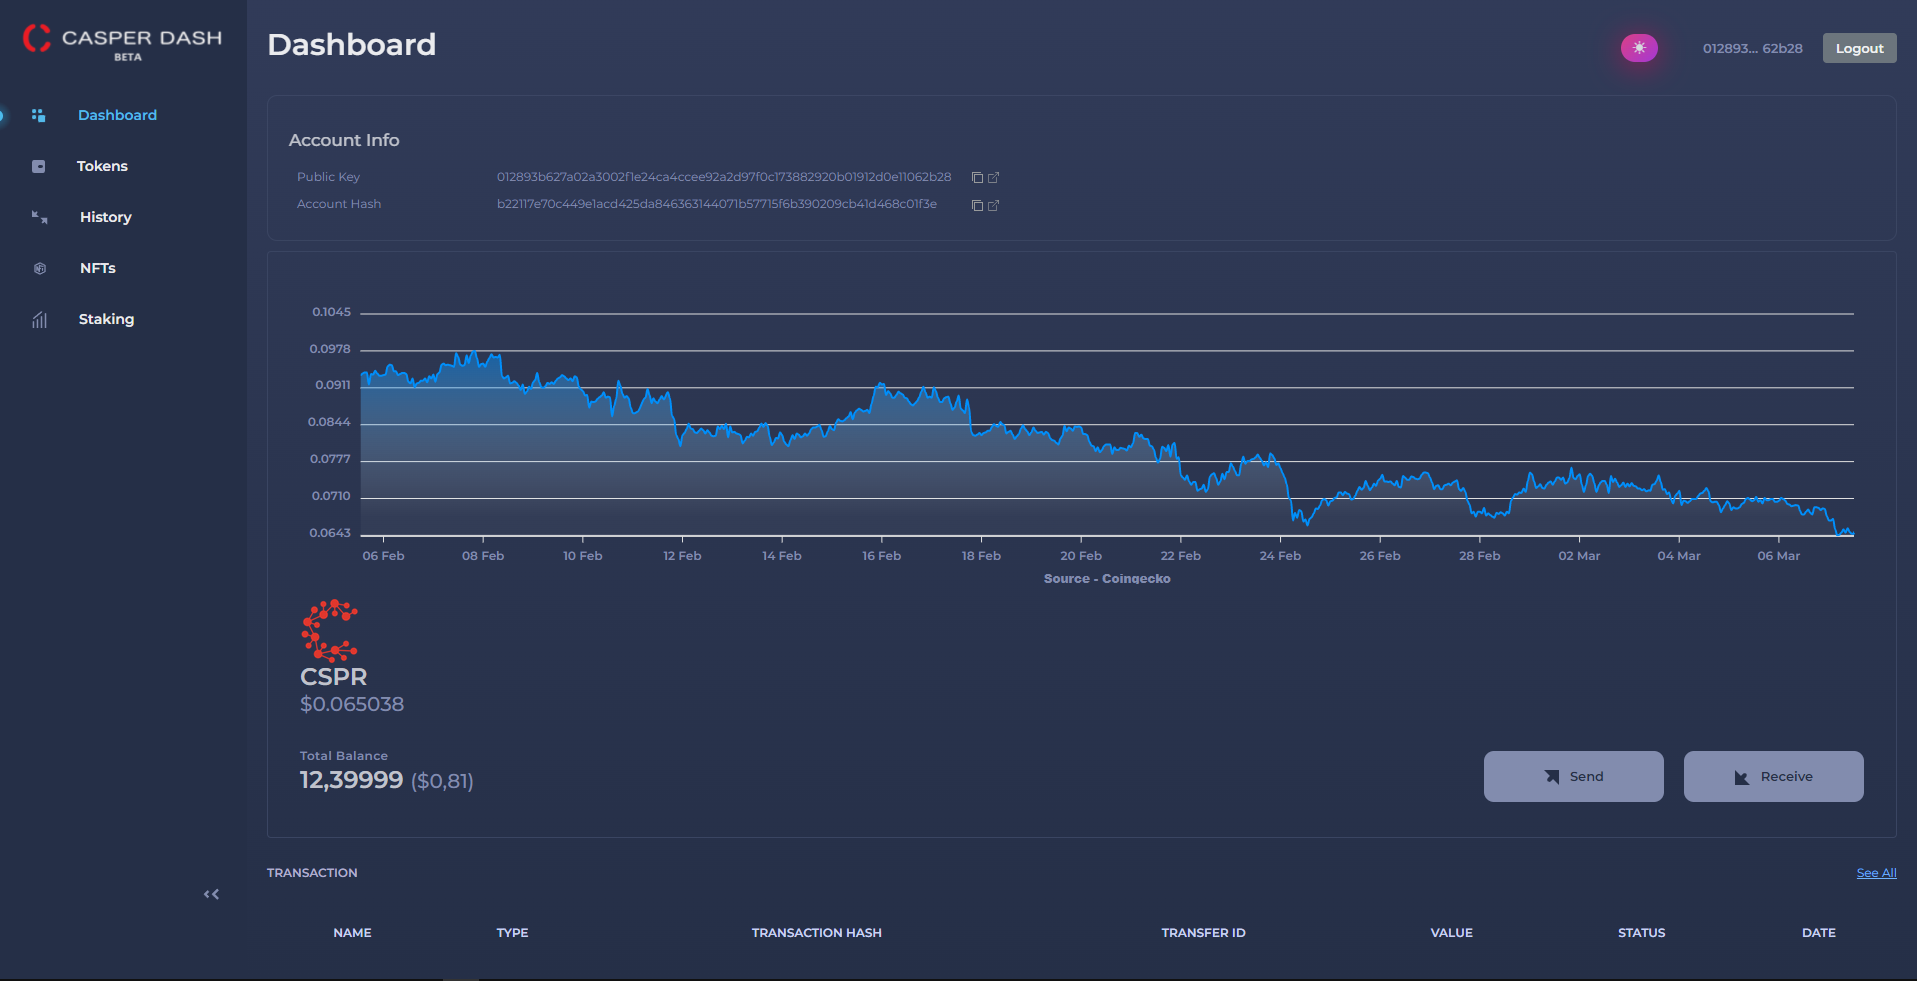 CASPER DASH
BETA
Dashboard
Tokens
History
NFTs
Staking
Dashboard
012893... 62b28
Logout
Account Info
Public Key 012893b627a02a3002f1e24ca4ccee92a2d97f0c173882920b01912d0e11062b28
Account Hash b22117e70c449e1acd425da846363144071b57715f6b390209cb41d468c01f3e
0.1045
0.0978
0.0911
0.0844
0.0777
0.0710
0.0643
06 Feb 08 Feb 10 Feb 12 Feb 14 Feb 16 Feb 18 Feb 20 Feb 22 Feb 24 Feb 26 Feb 28 Feb 02 Mar 04 Mar 06 Mar
Source - Coingecko
CSPR
$0.065038
Total Balance
12,39999 ($0,81)
Send
Receive
TRANSACTION
See All
NAME TYPE TRANSACTION HASH TRANSFER ID VALUE STATUS DATE